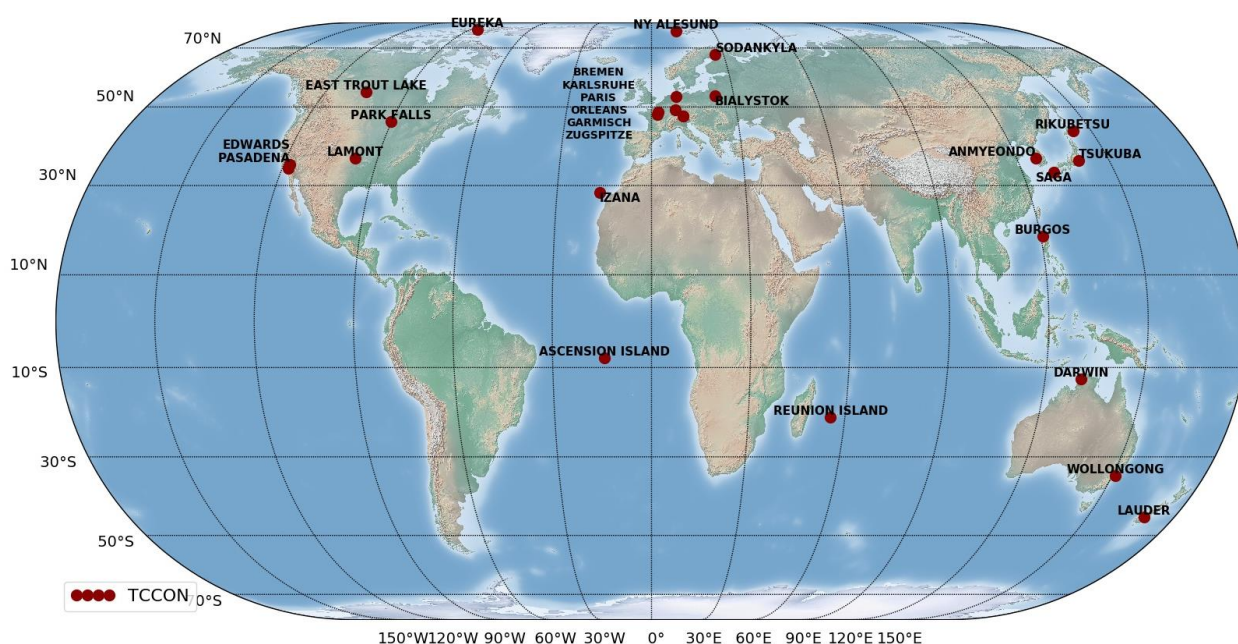 EUREKA
NY ALESUND
70°N
SODANKYLA
BREMEN
KARLSRUHE
PARIS
ORLEANS
GARMISCH
ZUGSPITZE
EAST TROUT LAKE
50°N
BIALYSTOK
PARK FALLS
RIKUBETSU
EDWARDS
PASADENA
LAMONT
ANMYEONDO
TSUKUBA
SAGA
30°N
IZANA
BURGOS
10°N
ASCENSION ISLAND
10°S
DARWIN
REUNION ISLAND
30°S
WOLLONGONG
LAUDER
50°S
TCCON
70°S
150°W 120°W 90°W 60°W 30°W 0° 30°E 60°E 90°E 120°E 150°E